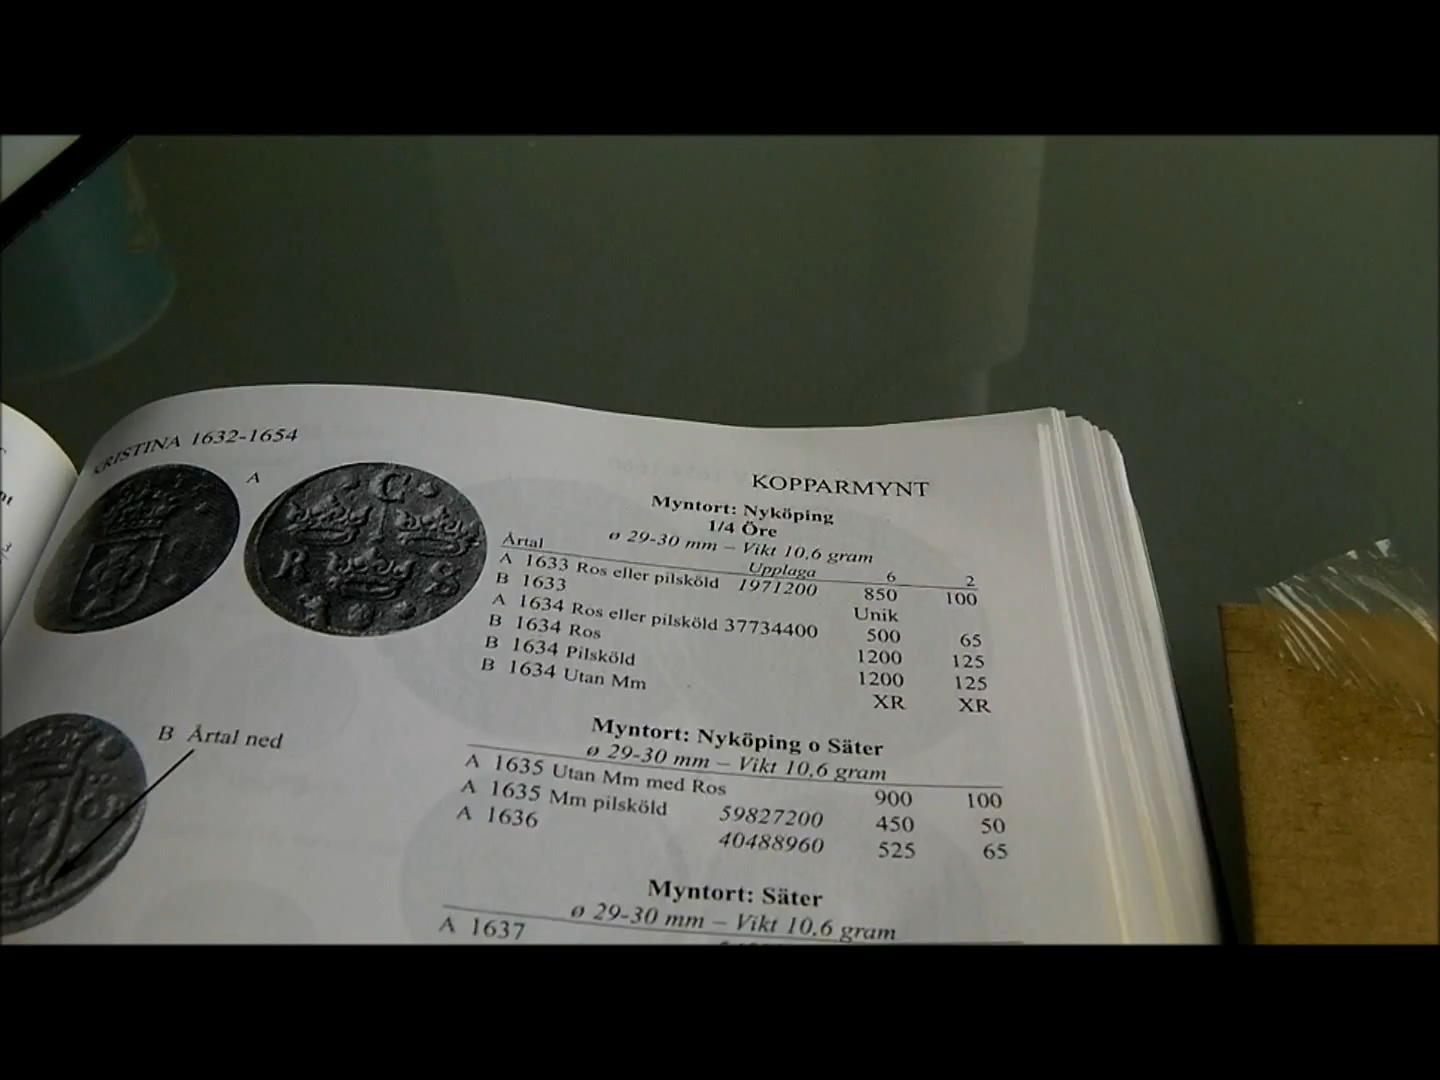 KRISTINA 1632-1654
A
C
R S
KOPPARMYNT
Myntort: Nyköping
1/4 Öre
ø 29-30 mm – Vikt 10,6 gram
Årtal Upplaga 6 2
A 1633 Ros eller pilsköld 1971200 850 100
B 1633 Unik
A 1634 Ros eller pilsköld 37734400 500 65
B 1634 Ros 1200 125
B 1634 Pilsköld 1200 125
B 1634 Utan Mm XR XR
B Årtal ned
Myntort: Nyköping o Säter
ø 29-30 mm – Vikt 10,6 gram
A 1635 Utan Mm med Ros 900 100
A 1635 Mm pilsköld 59827200 450 50
A 1636 40488960 525 65
Myntort: Säter
ø 29-30 mm – Vikt 10,6 gram
A 1637